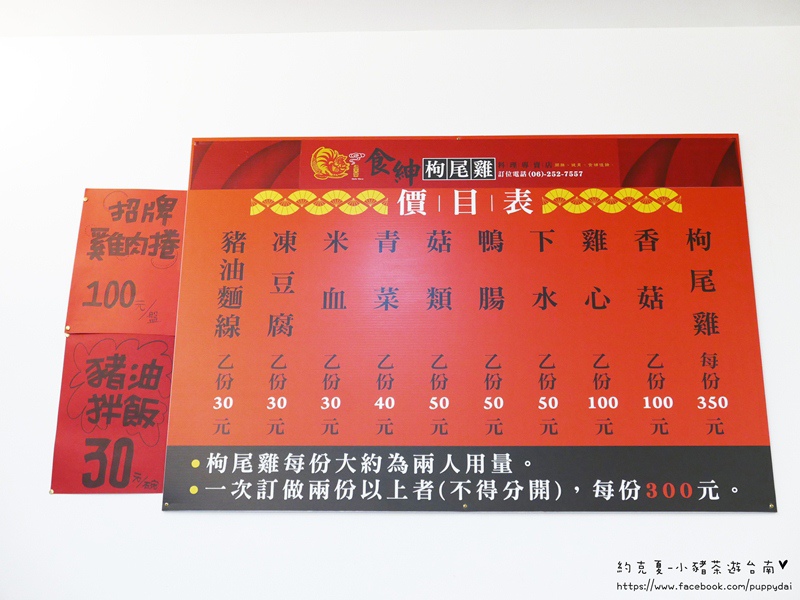 食紳 枸尾雞
訂位電話(06)-252-7557
價|目|表
枸尾雞 每份350元
香菇 乙份100元
雞心 乙份100元
下水 乙份50元
鴨腸 乙份50元
菇類 乙份50元
青菜 乙份40元
米血 乙份30元
凍豆腐 乙份30元
豬油麵線 乙份30元
●枸尾雞每份大約為兩人用量。
●一次訂做兩份以上者(不得分開),每份300元。
招牌
雞肉捲
100元/盤
豬油
拌飯
30元/碗
約克夏-小豬茶遊台南♥
https://www.facebook.com/puppydai